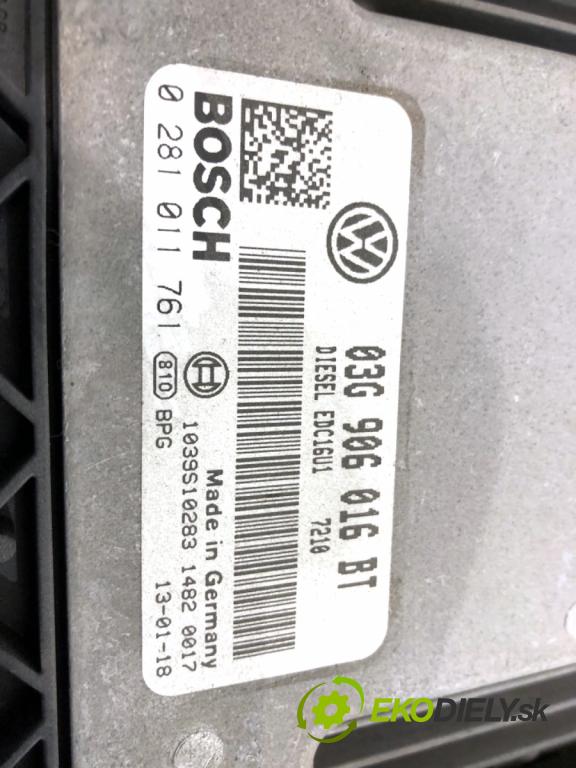 BOSCH
0 281 011 761
810 BPG
1039S10283 1482 0017
Made in Germany
13-01-18
03G 906 016 BT
DIESEL EDC16U1
7210
EKODIELY.sk